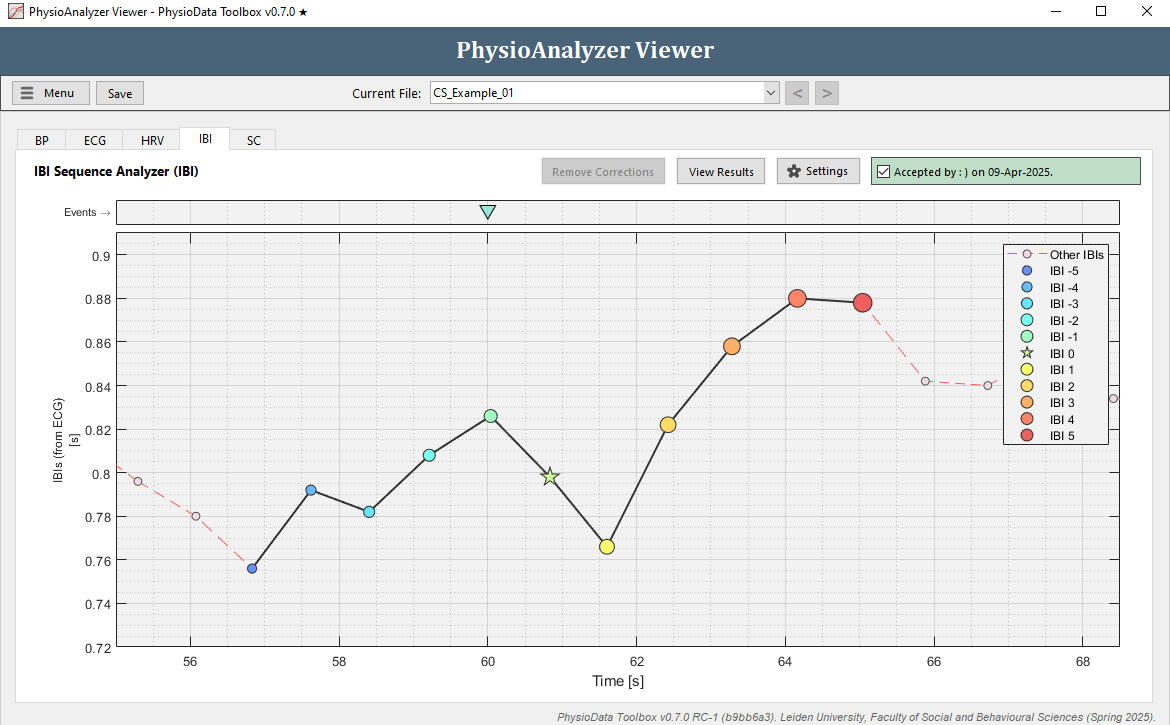 PhysioAnalyzer Viewer - PhysioData Toolbox v0.7.0 ★
PhysioAnalyzer Viewer
Menu
Save
Current File:
CS_Example_01
<
>
BP
ECG
HRV
IBI
SC
IBI Sequence Analyzer (IBI)
Remove Corrections
View Results
Settings
Accepted by : ) on 09-Apr-2025.
Events →
0.9
0.88
0.86
0.84
0.82
0.8
0.78
0.76
0.74
0.72
IBIs (from ECG)
[s]
Other IBIs
IBI -5
IBI -4
IBI -3
IBI -2
IBI -1
IBI 0
IBI 1
IBI 2
IBI 3
IBI 4
IBI 5
56
58
60
62
64
66
68
Time [s]
PhysioData Toolbox v0.7.0 RC-1 (b9bb6a3). Leiden University, Faculty of Social and Behavioural Sciences (Spring 2025).